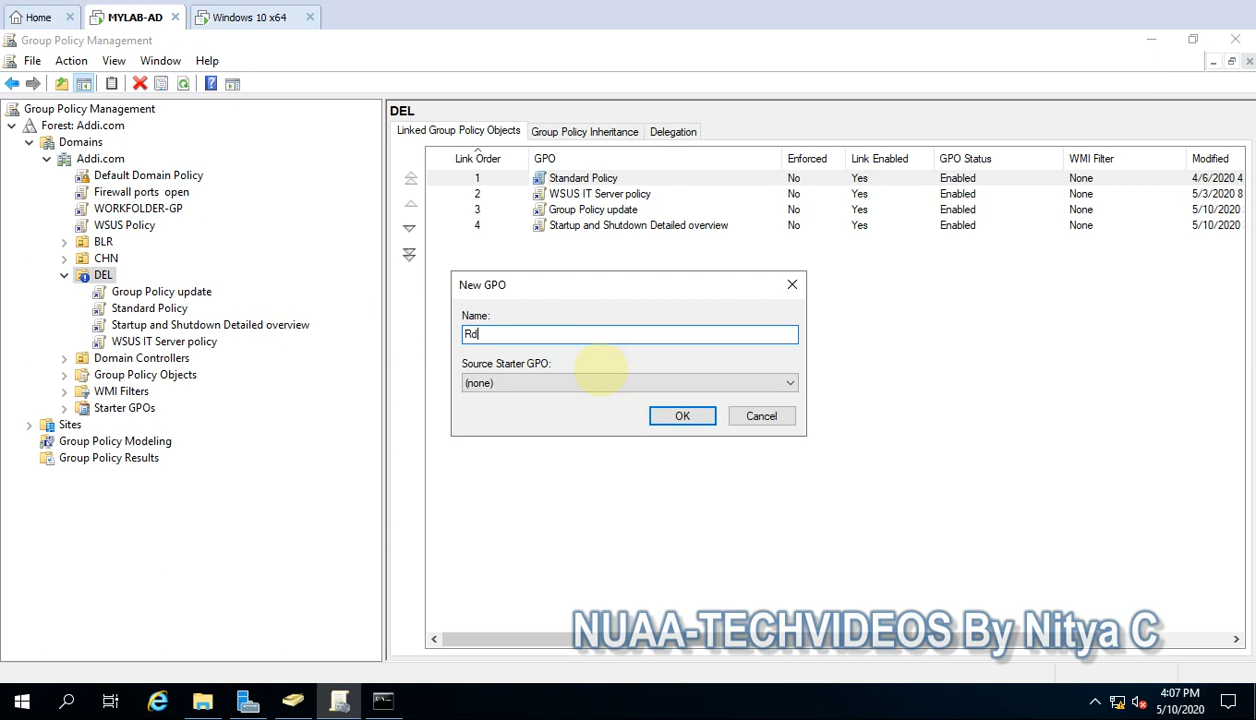 Home
MYLAB-AD
Windows 10 x64
Group Policy Management
File Action View Window Help
Group Policy Management
Forest: Addi.com
Domains
Addi.com
Default Domain Policy
Firewall ports open
WORKFOLDER-GP
WSUS Policy
BLR
CHN
DEL
Group Policy update
Standard Policy
Startup and Shutdown Detailed overview
WSUS IT Server policy
Domain Controllers
Group Policy Objects
WMI Filters
Starter GPOs
Sites
Group Policy Modeling
Group Policy Results
DEL
Linked Group Policy Objects Group Policy Inheritance Delegation
Link Order GPO Enforced Link Enabled GPO Status WMI Filter Modified
1 Standard Policy No Yes Enabled None 4/6/2020 4
2 WSUS IT Server policy No Yes Enabled None 5/3/2020 8
3 Group Policy update No Yes Enabled None 5/10/2020
4 Startup and Shutdown Detailed overview No Yes Enabled None 5/10/2020
New GPO
Name:
Rd
Source Starter GPO:
(none)
OK Cancel
NUAA-TECHVIDEOS By Nitya C
4:07 PM
5/10/2020